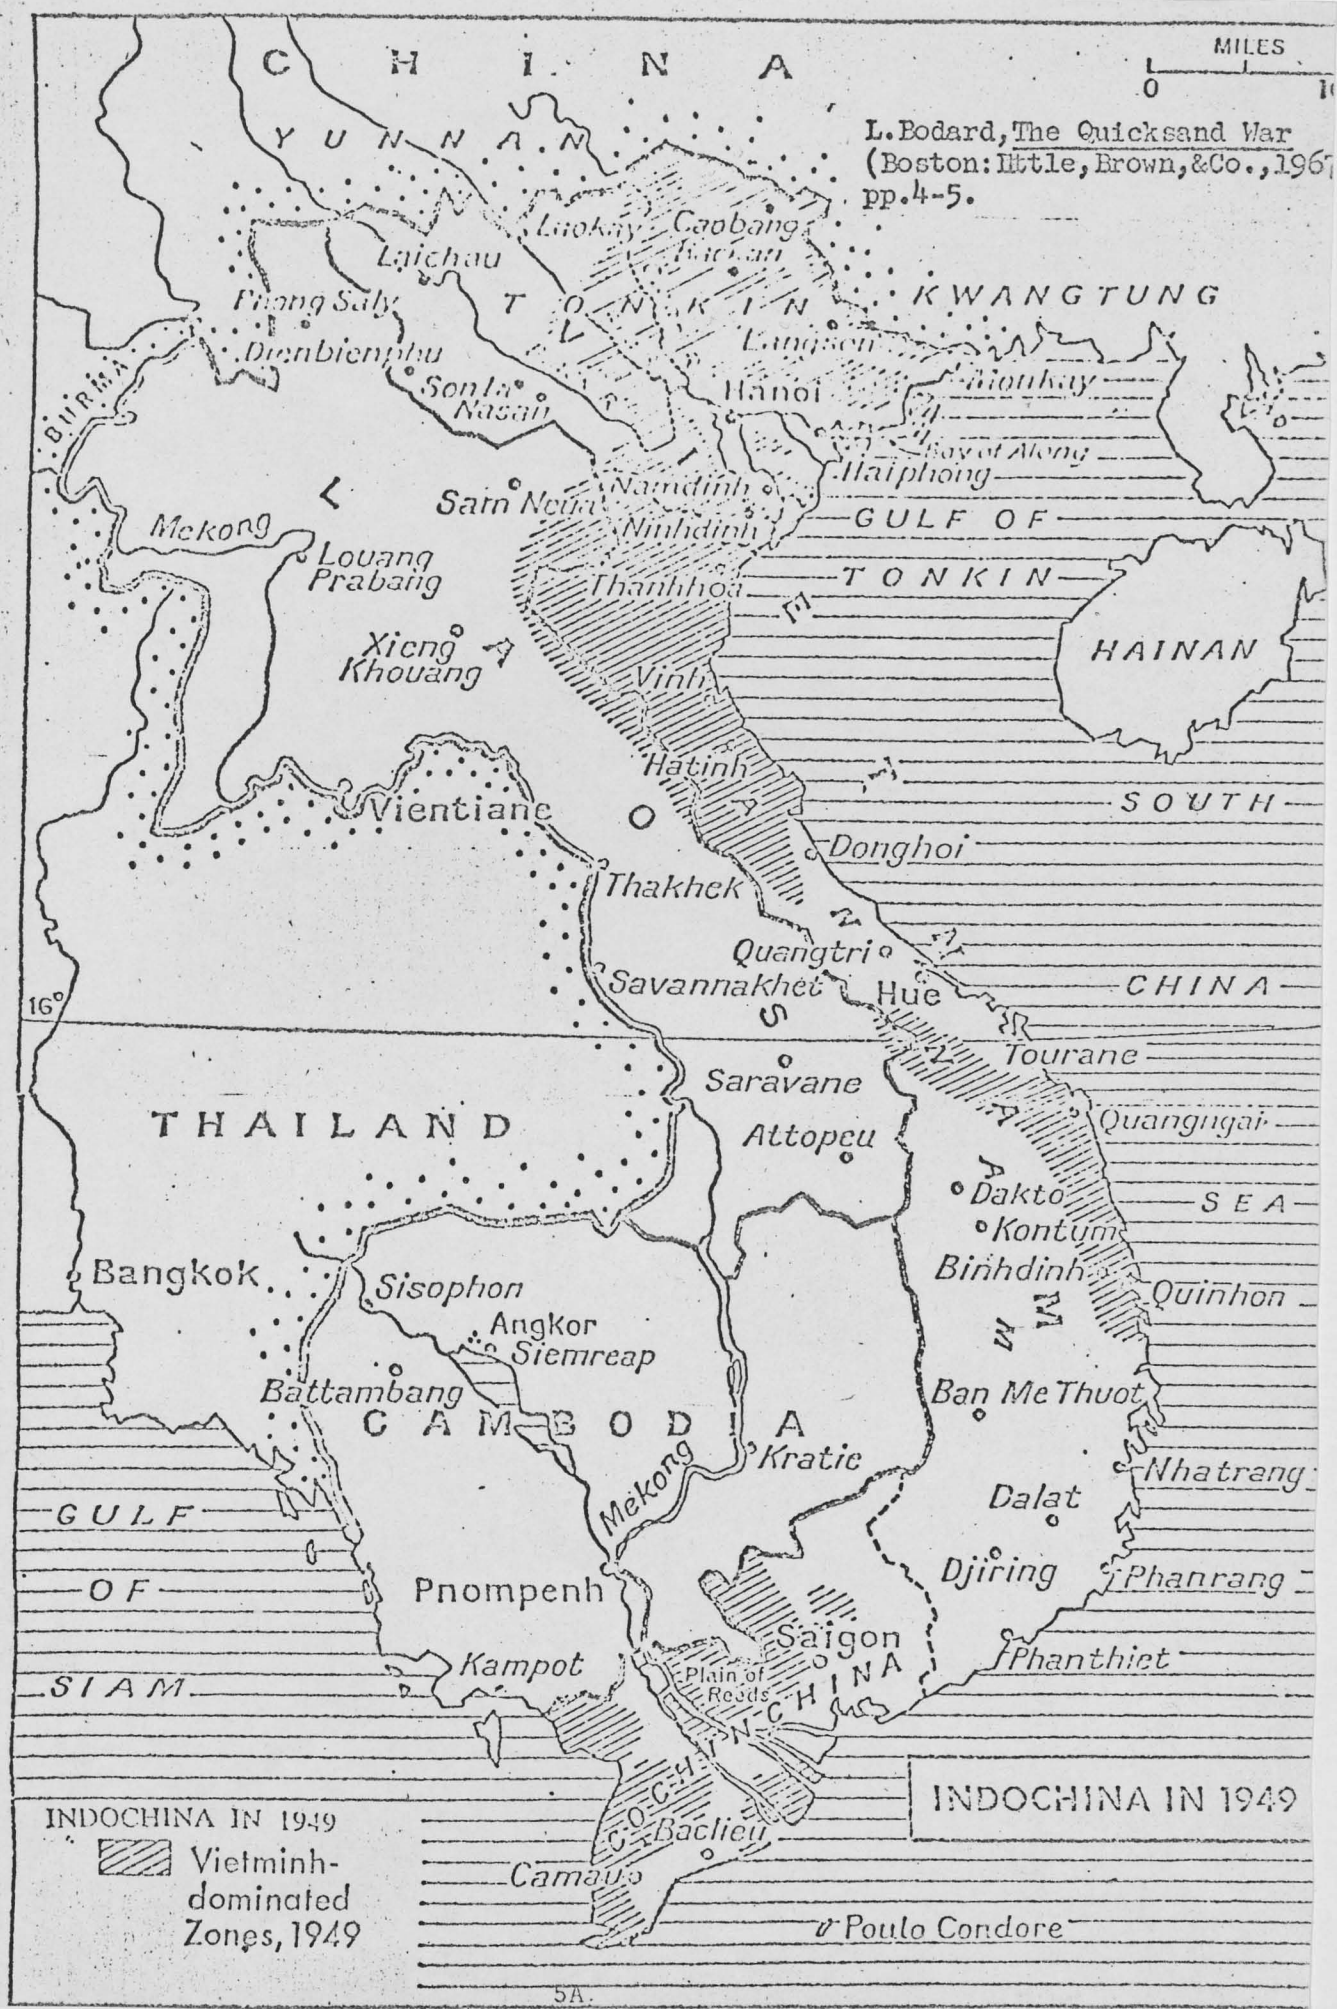 CHINA
MILES
0
YUNNAN
L.Bodard, The Quicksand War
(Boston: Little, Brown, &Co., 1967
pp.4-5.
Laokay
Caobang
Backan
Laichau
Phong Saly
TONKIN
KWANGTUNG
Langson
Dienbienphu
BURMA
Sonla
Nasan
Hanoi
Monkay
Bay of Along
Haiphong
Sam Neua
Namdinh
GULF OF
Ninhdinh
Mekong
Louang
Prabang
Thanhhoa
TONKIN
HAINAN
Xieng
Khouang
Vinh
Hatinh
LAOS
VIETNAM
SOUTH
Vientiane
Donghoi
Thakhek
Quangtri
Savannakhet
Hue
CHINA
16°
Tourane
Saravane
THAILAND
Quangngai
Attopeu
ANNAM
Dakto
SEA
Kontum
Bangkok
Binhdinh
Sisophon
Quinhon
Angkor
Siemreap
Battambang
Ban Me Thuot
CAMBODIA
Kratie
Nhatrang
Mekong
Dalat
GULF
OF
SIAM
Djiring
Phanrang
Pnompenh
Saigon
Phanthiet
Kampot
Plain of
Reeds
COCHINCHINA
INDOCHINA IN 1949
INDOCHINA IN 1949
Vietminh-
dominated
Zones, 1949
Baclieu
Camau
Poulo Condore
5A.